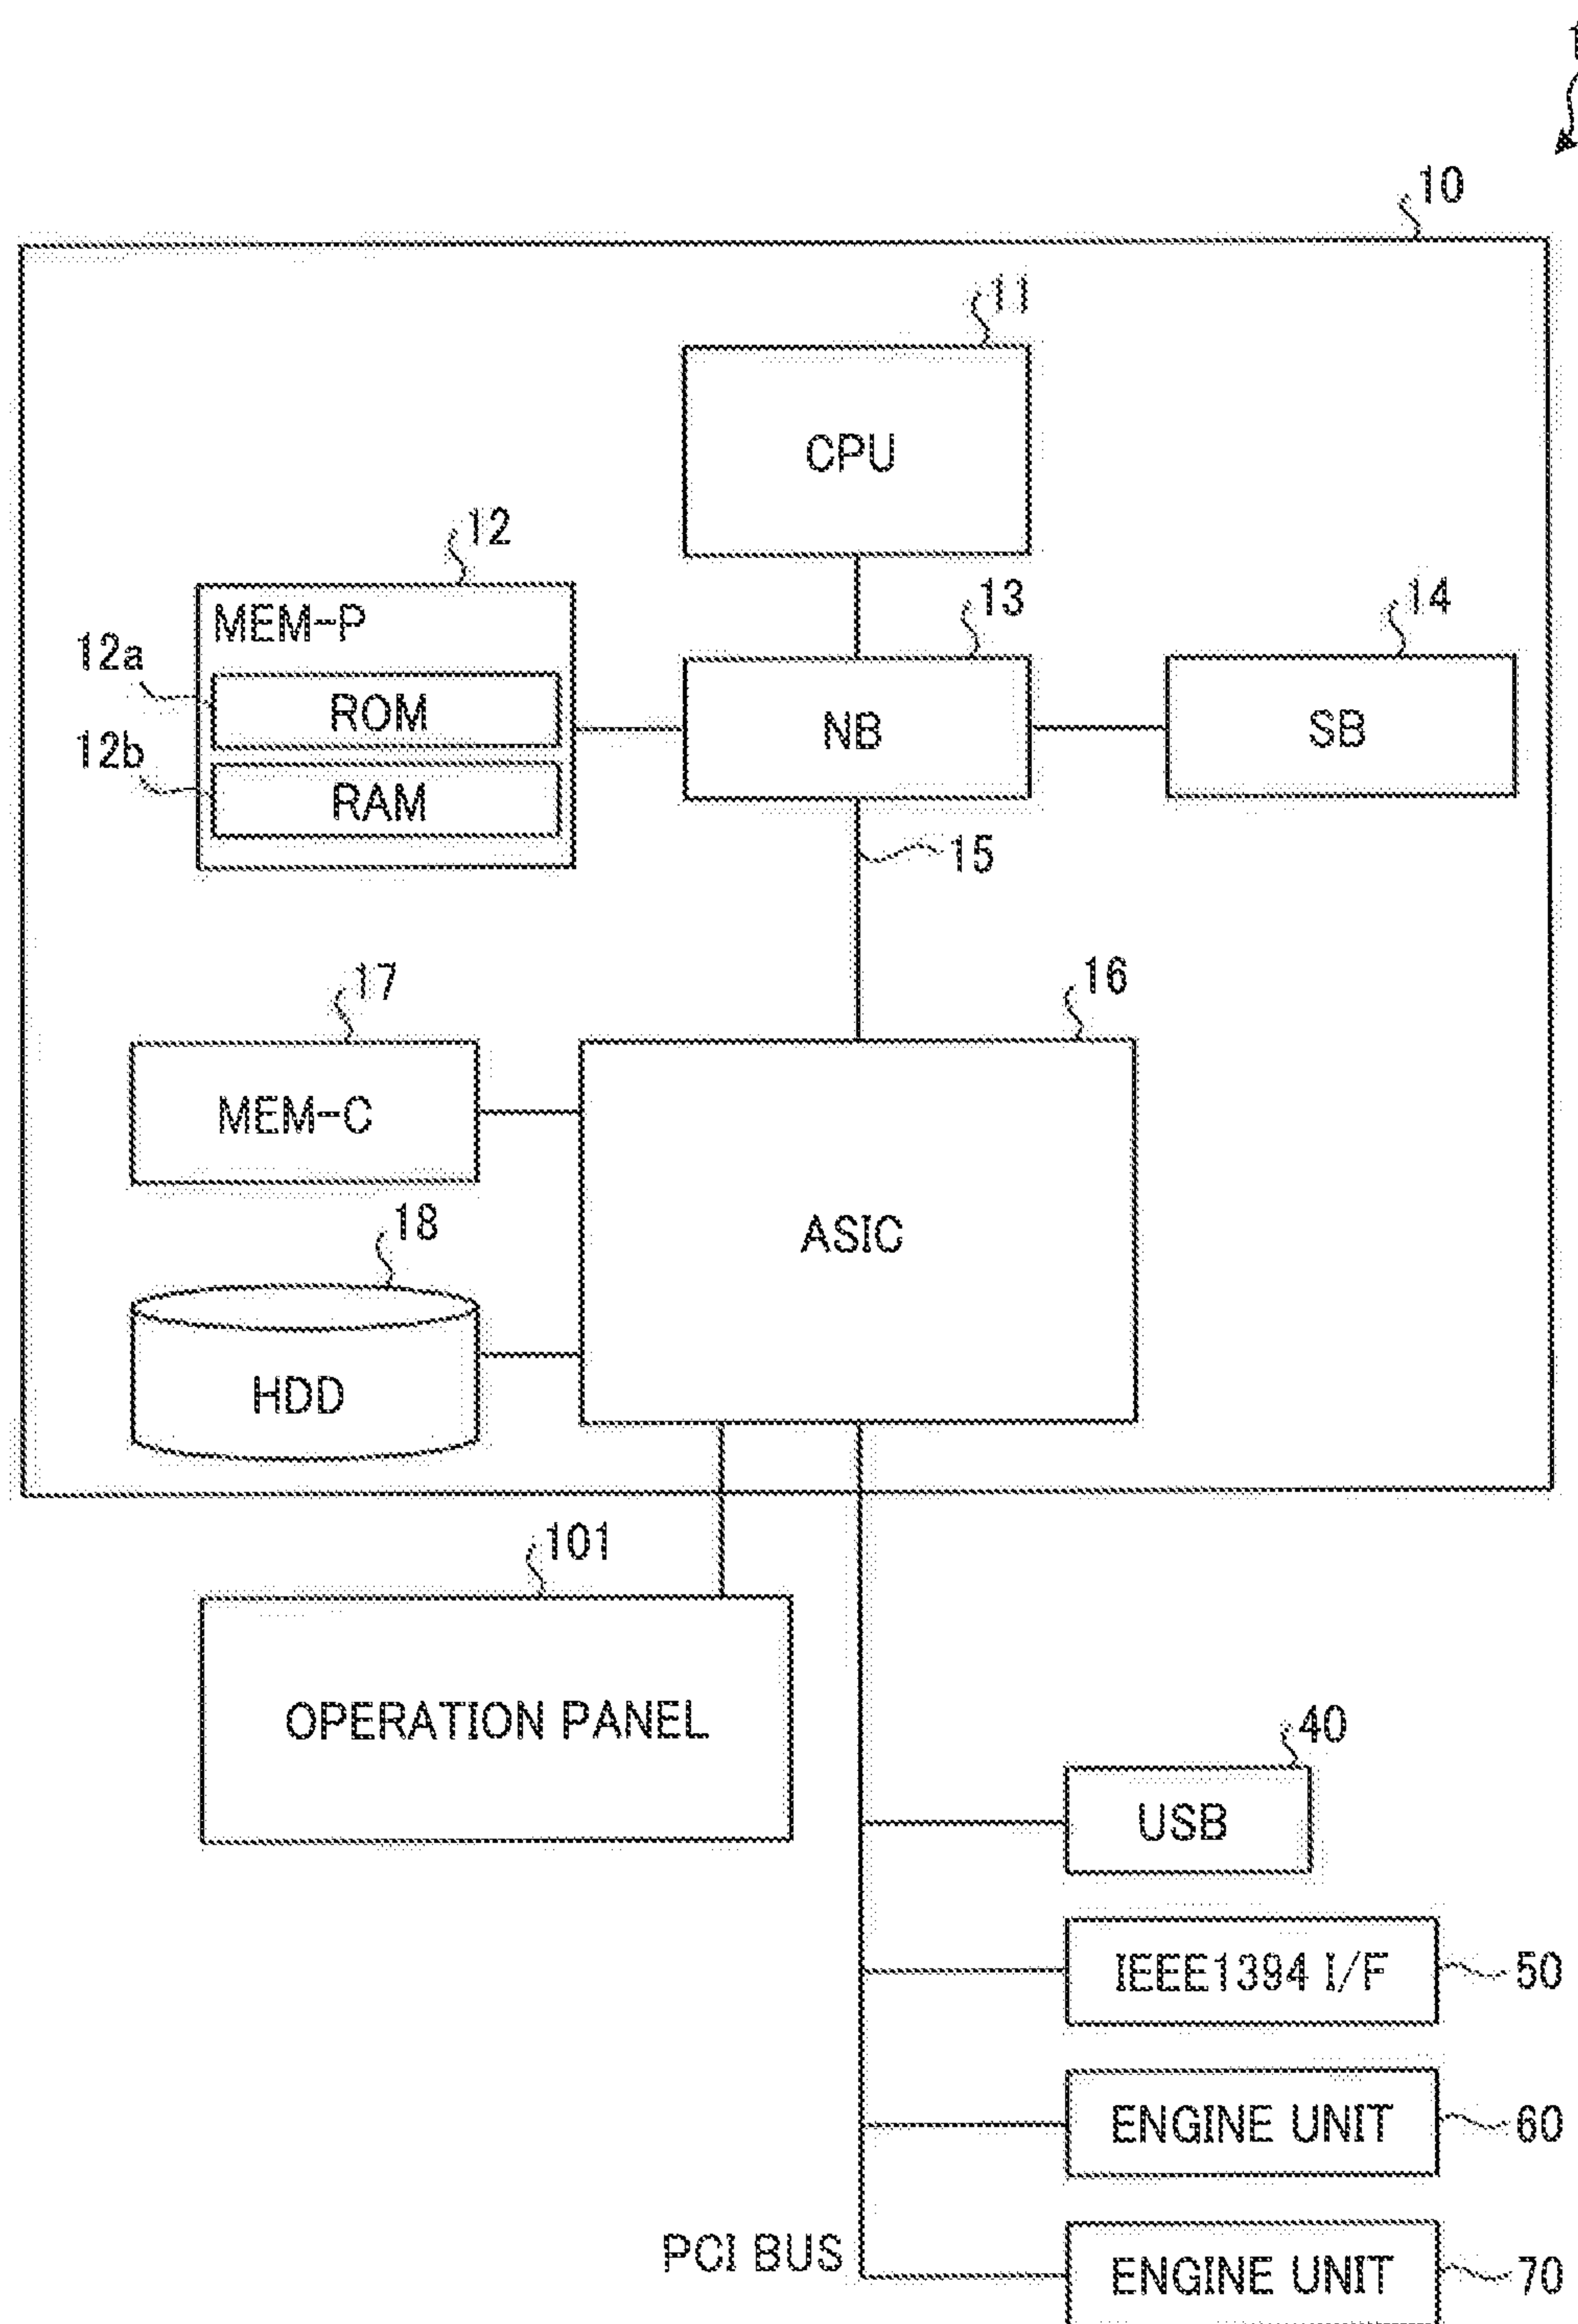 10
11
CPU
12
MEM-P
13
14
12a
ROM
NB
SB
12b
RAM
15
17
16
MEM-C
18
ASIC
HDD
101
OPERATION PANEL
40
USB
IEEE1394 I/F
50
ENGINE UNIT
60
PCI BUS
ENGINE UNIT
70